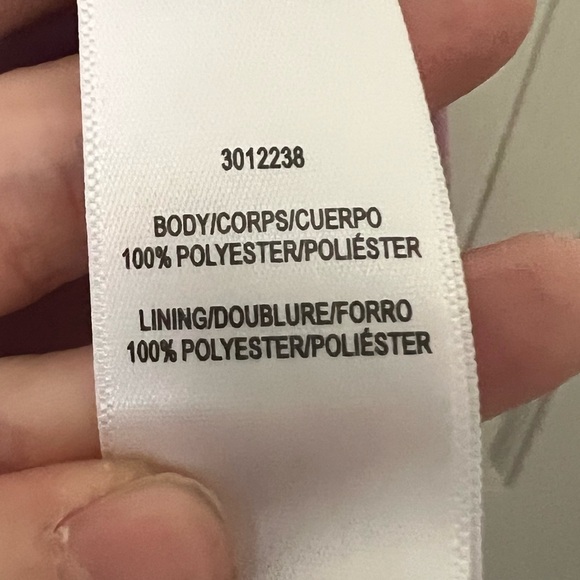 3012238
BODY/CORPS/CUERPO
100% POLYESTER/POLIÉSTER
LINING/DOUBLURE/FORRO
100% POLYESTER/POLIÉSTER